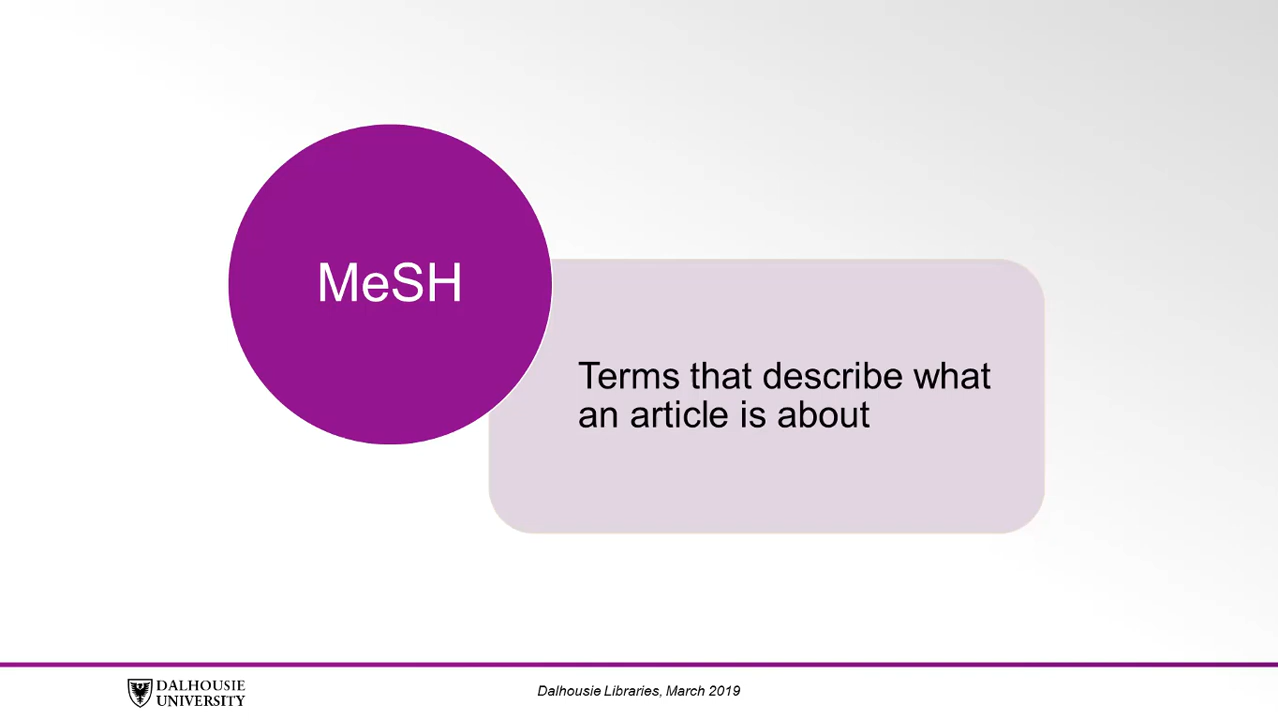 MeSH
Terms that describe what
an article is about
DALHOUSIE
UNIVERSITY
Dalhousie Libraries, March 2019